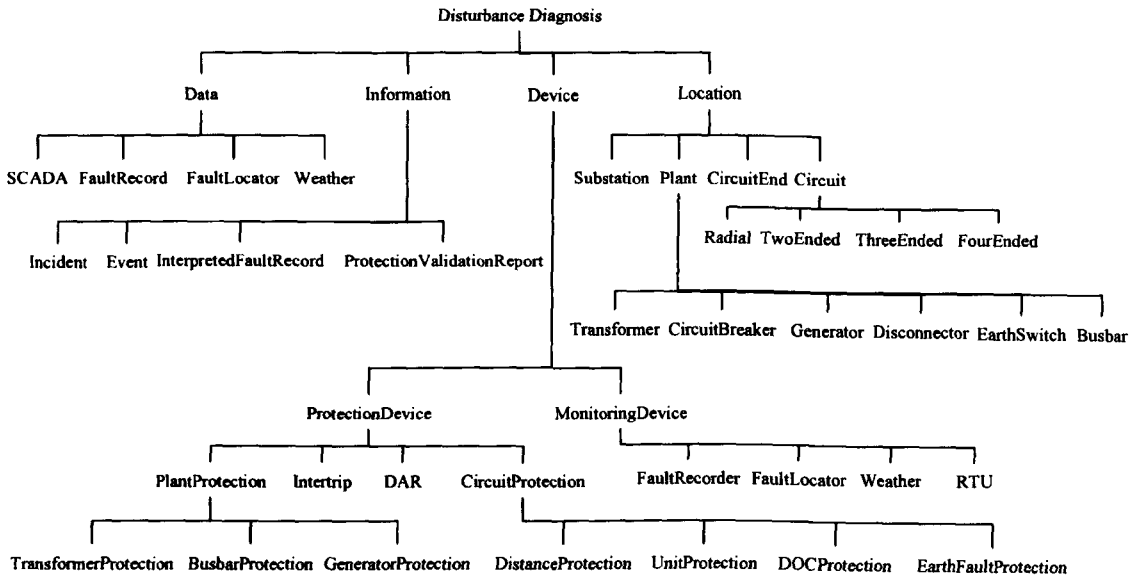 Disturbance Diagnosis
Data Information Device Location
SCADA FaultRecord FaultLocator Weather Substation Plant CircuitEnd Circuit
Radial TwoEnded ThreeEnded FourEnded
Incident Event InterpretedFaultRecord ProtectionValidationReport
Transformer CircuitBreaker Generator Disconnector EarthSwitch Busbar
ProtectionDevice MonitoringDevice
PlantProtection Intertrip DAR CircuitProtection FaultRecorder FaultLocator Weather RTU
TransformerProtection BusbarProtection GeneratorProtection DistanceProtection UnitProtection DOCProtection EarthFaultProtection